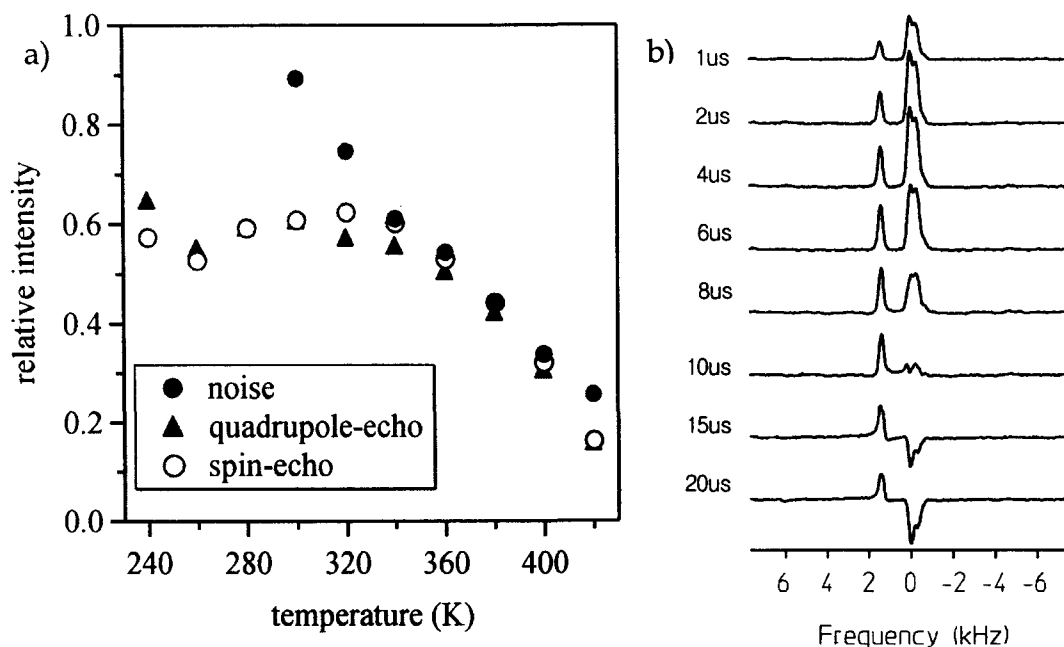 a)
1.0
0.8
0.6
0.4
0.2
0.0
relative intensity
noise
quadrupole-echo
spin-echo
240 280 320 360 400
temperature (K)
b)
1us
2us
4us
6us
8us
10us
15us
20us
6 4 2 0 -2 -4 -6
Frequency (kHz)